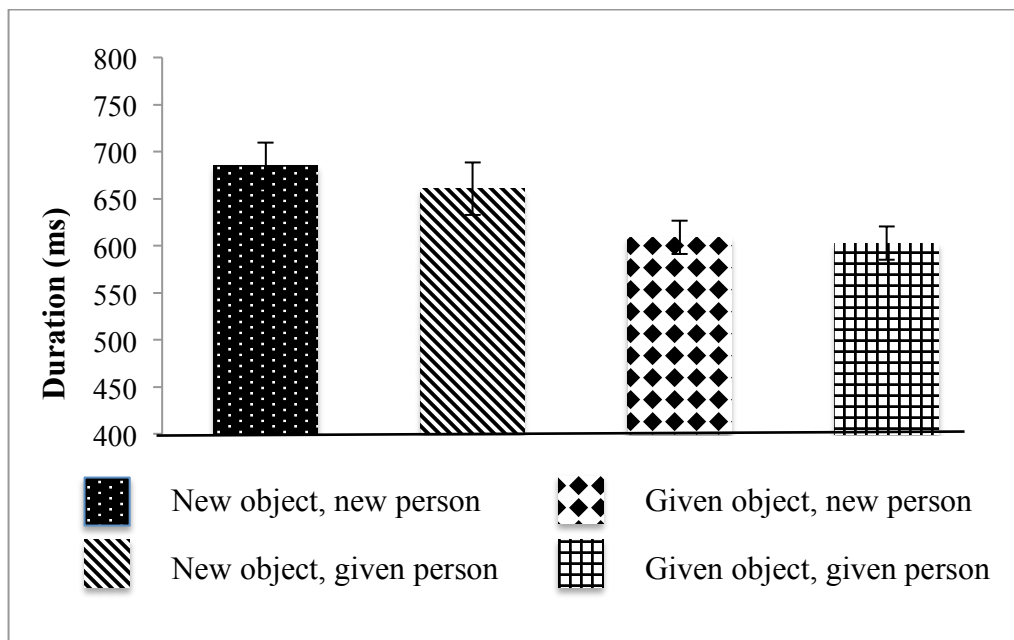 800
750
700
650
600
550
500
450
400
Duration (ms)
New object, new person
Given object, new person
New object, given person
Given object, given person